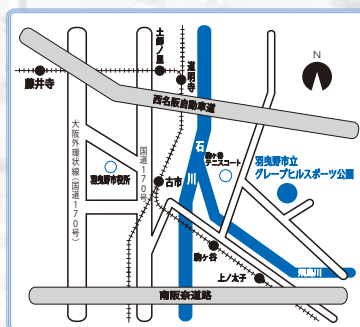 N
土師ノ里
道明寺
藤井寺
西名阪自動車道
大阪外環状線(国道170号)
国道170号
石川
駒ヶ谷
テニスコート
羽曳野市立
グレープヒルスポーツ公園
羽曳野市役所
古市
駒ヶ谷
上ノ太子
飛鳥川
南阪奈道路